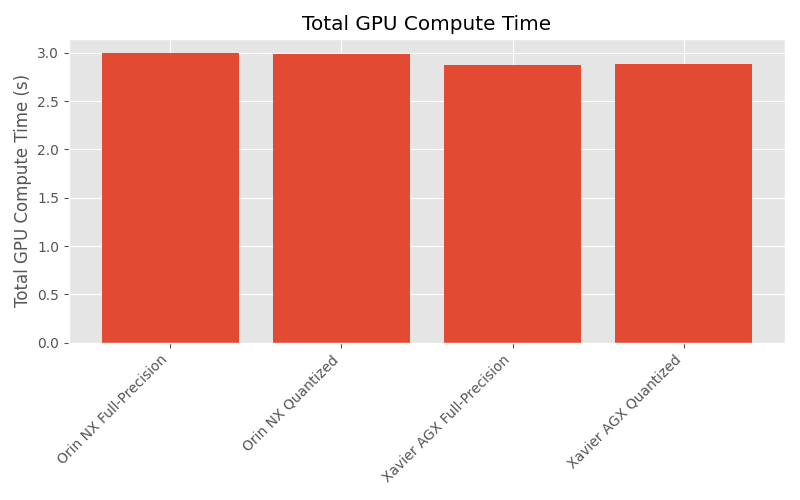 Total GPU Compute Time
Total GPU Compute Time (s)
3.0
2.5
2.0
1.5
1.0
0.5
0.0
Orin NX Full-Precision
Orin NX Quantized
Xavier AGX Full-Precision
Xavier AGX Quantized